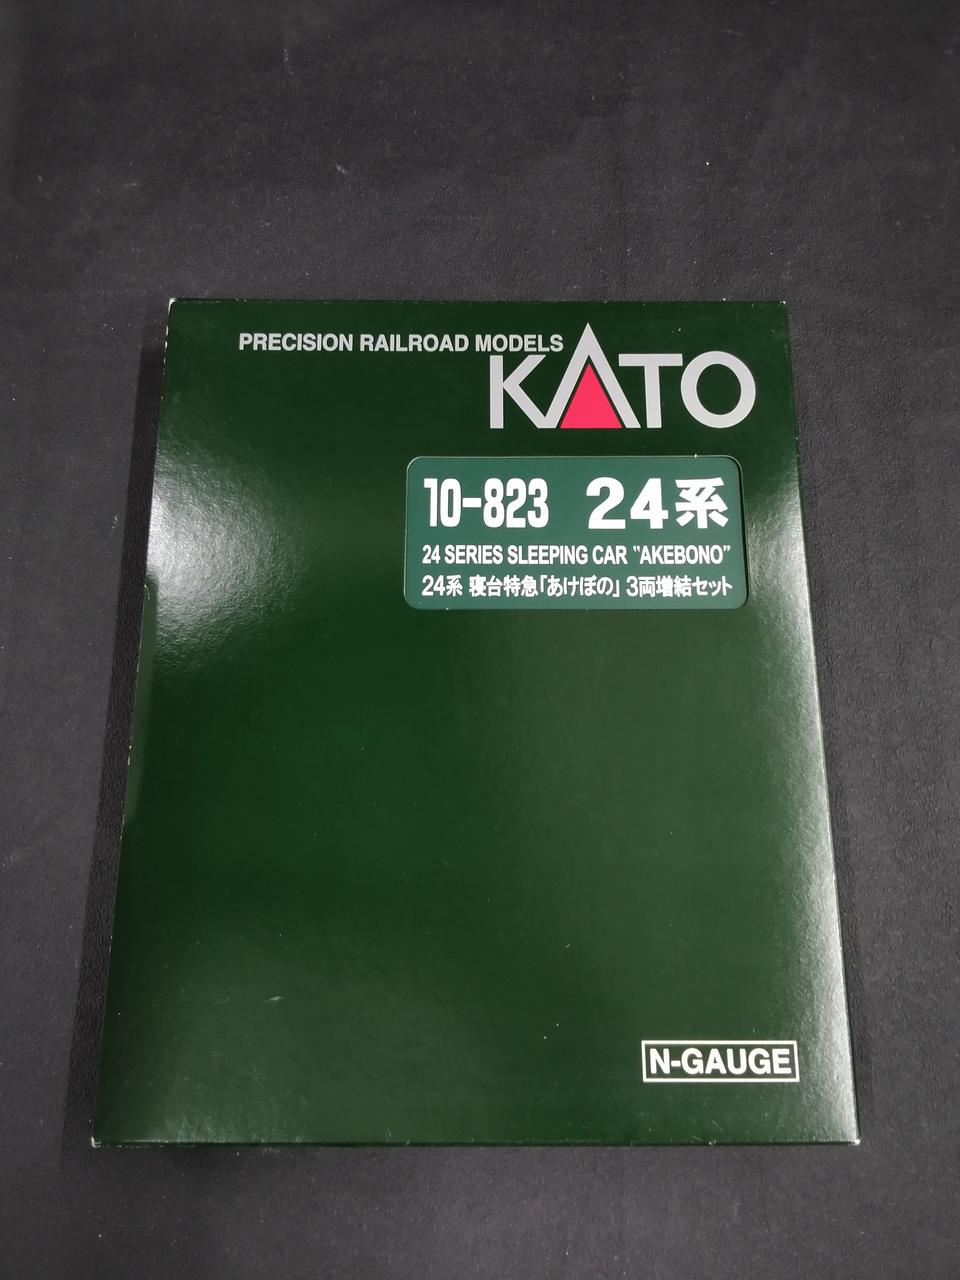 PRECISION RAILROAD MODELS
KATO
10-823 24系
24 SERIES SLEEPING CAR "AKEBONO"
24系 寝台特急「あけぼの」 3両増結セット
N-GAUGE